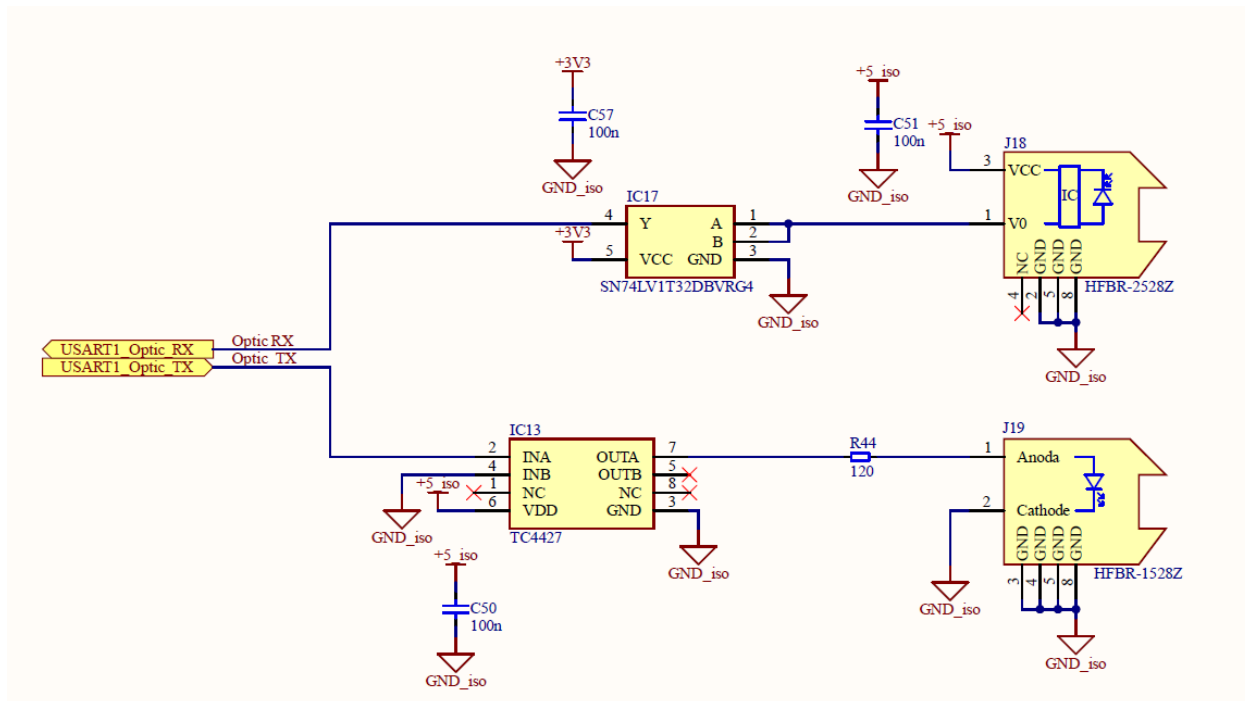 +3V3
C57
100n
GND_iso
+5_iso
C51
100n
GND_iso
+5_iso
J18
3 VCC
IC
1 V0
NC
GND
GND
GND
4
2
5
8
HFBR-2528Z
GND_iso
IC17
4 Y A 1
B 2
+3V3
5 VCC GND 3
SN74LV1T32DBVRG4
GND_iso
USART1_Optic_RX Optic RX
USART1_Optic_TX Optic_TX
IC13
2 INA OUTA 7
4 INB OUTB 5
1 NC NC 8
6 VDD GND 3
TC4427
+5_iso
GND_iso
GND_iso
+5_iso
C50
100n
GND_iso
R44
120
J19
1 Anoda
2 Cathode
GND
GND
GND
GND
3
4
5
8
HFBR-1528Z
GND_iso
GND_iso